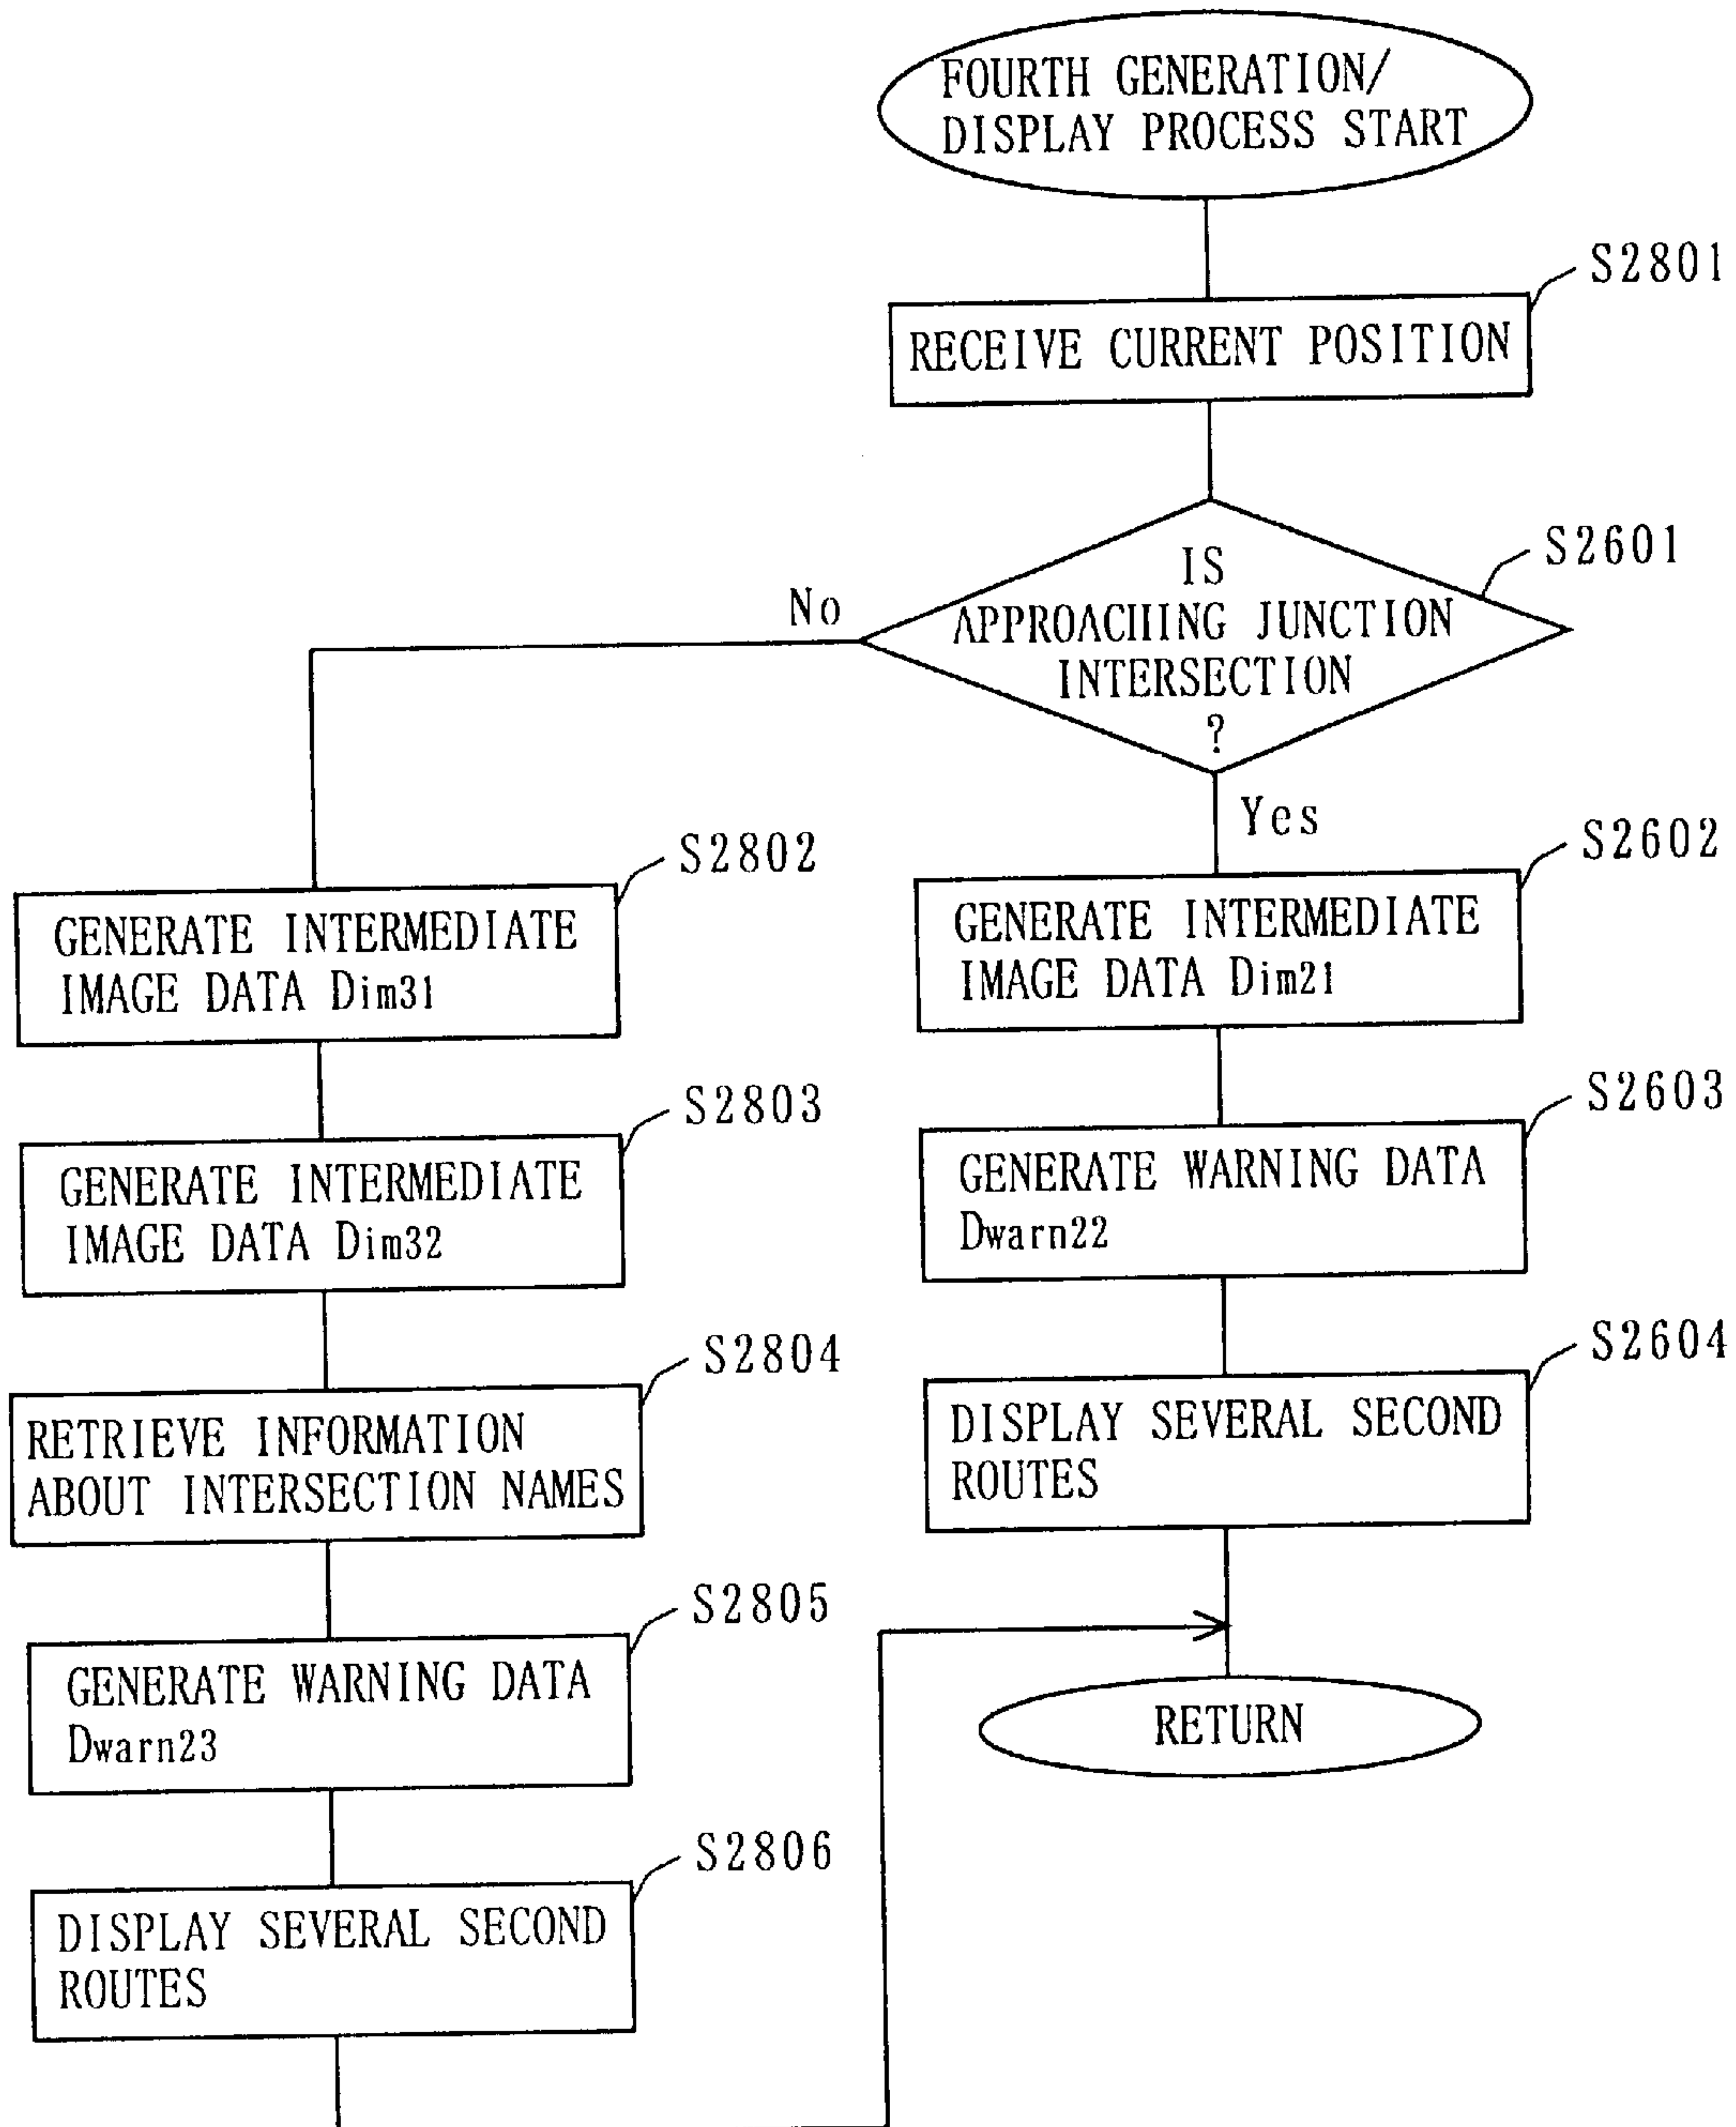 FOURTH GENERATION/
DISPLAY PROCESS START
S2801
RECEIVE CURRENT POSITION
S2601
IS
APPROACHING JUNCTION
INTERSECTION
?
No
Yes
S2802
GENERATE INTERMEDIATE
IMAGE DATA Dim31
S2602
GENERATE INTERMEDIATE
IMAGE DATA Dim21
S2803
GENERATE INTERMEDIATE
IMAGE DATA Dim32
S2603
GENERATE WARNING DATA
Dwarn22
S2804
RETRIEVE INFORMATION
ABOUT INTERSECTION NAMES
S2604
DISPLAY SEVERAL SECOND
ROUTES
S2805
GENERATE WARNING DATA
Dwarn23
RETURN
S2806
DISPLAY SEVERAL SECOND
ROUTES